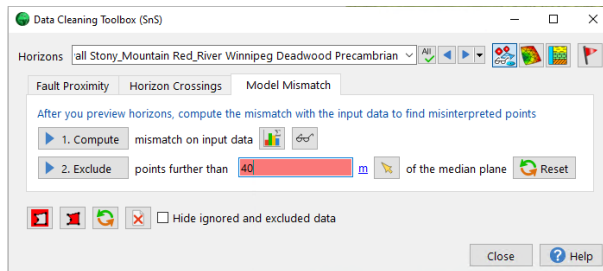 Data Cleaning Toolbox (SnS)
Horizons all Stony_Mountain Red_River Winnipeg Deadwood Precambrian All
Fault Proximity Horizon Crossings Model Mismatch
After you preview horizons, compute the mismatch with the input data to find misinterpreted points
1. Compute mismatch on input data
2. Exclude points further than 40 m of the median plane Reset
Hide ignored and excluded data
Close Help